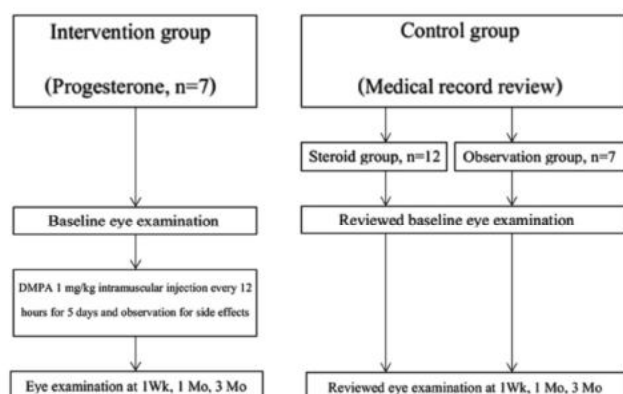 Intervention group
(Progesterone, n=7)
Control group
(Medical record review)
Steroid group, n=12
Observation group, n=7
Baseline eye examination
Reviewed baseline eye examination
DMPA 1 mg/kg intramuscular injection every 12
hours for 5 days and observation for side effects
Eye examination at 1Wk, 1 Mo, 3 Mo
Reviewed eye examination at 1Wk, 1 Mo, 3 Mo